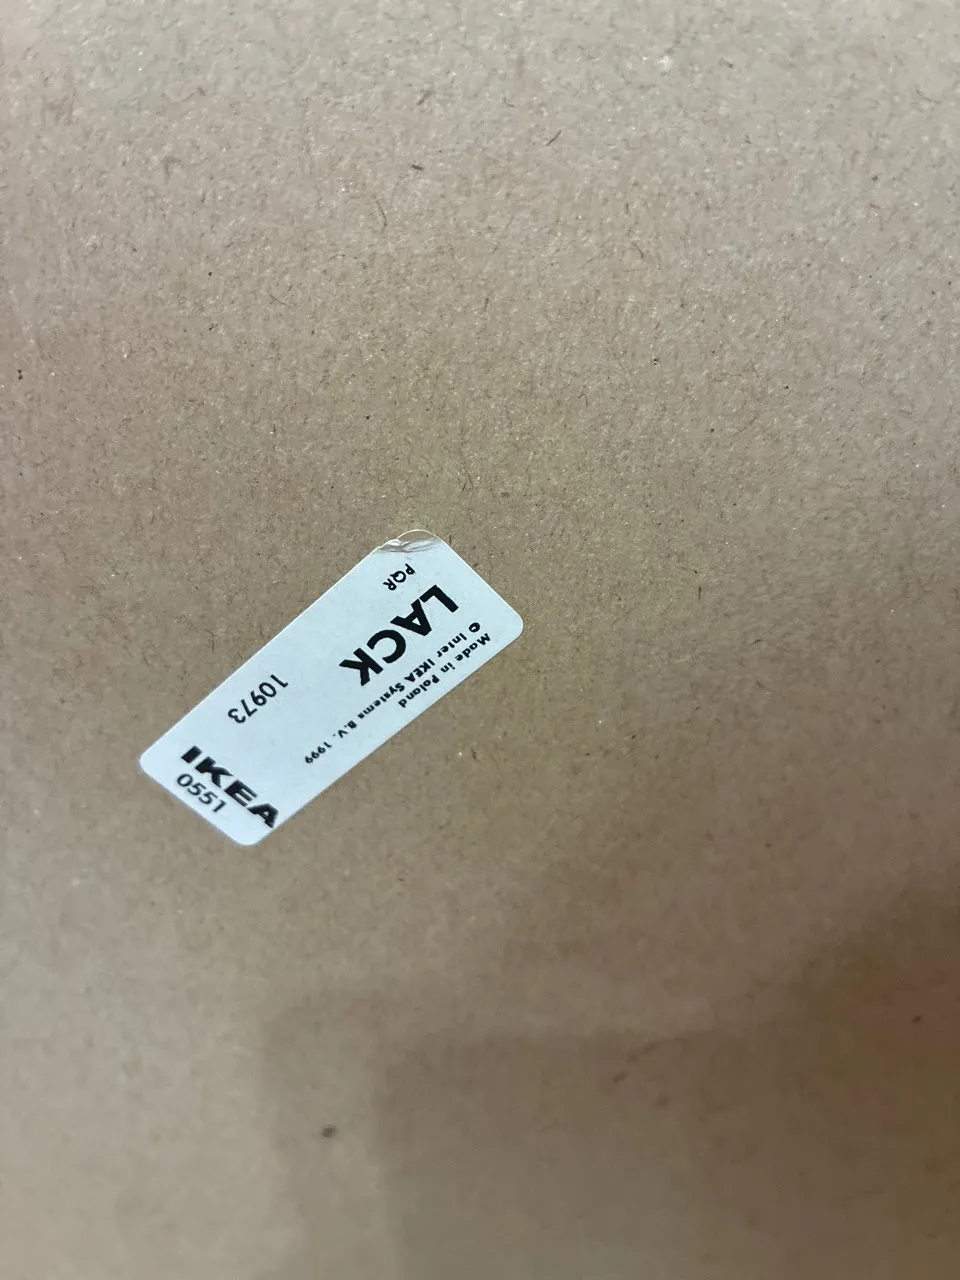 LACK
PQR
Made in Poland
© Inter IKEA Systems B.V. 1999
10973
IKEA
0551